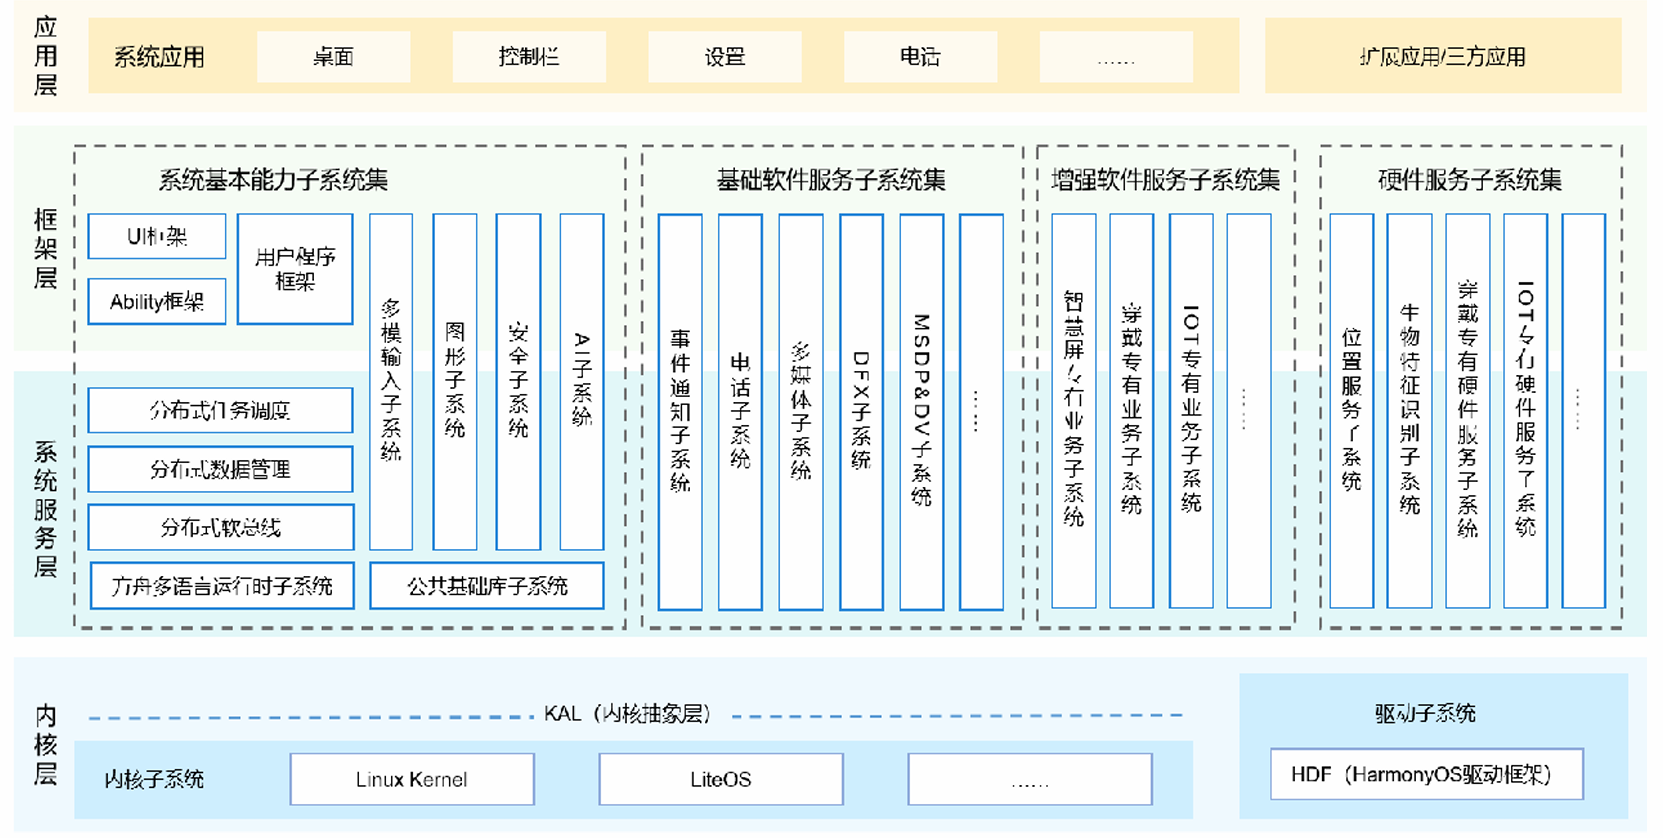 应用层
系统应用
桌面
控制栏
设置
电话
......
扩展应用/三方应用
框架层
系统基本能力子系统集
UI框架
Ability框架
用户程序
框架
多模输入子系统
图形子系统
安全子系统
AI子系统
基础软件服务子系统集
事件通知子系统
电话子系统
多媒体子系统
DFX子系统
MSDP&DV子系统
......
增强软件服务子系统集
智慧屏专有业务子系统
穿戴专有业务子系统
IOT专有业务子系统
......
硬件服务子系统集
位置服务子系统
生物特征识别子系统
穿戴专有硬件服务子系统
IOT专有硬件服务子系统
......
系统服务层
分布式任务调度
分布式数据管理
分布式软总线
方舟多语言运行时子系统
公共基础库子系统
内核层
KAL（内核抽象层）
内核子系统
Linux Kernel
LiteOS
......
驱动子系统
HDF（HarmonyOS驱动框架）